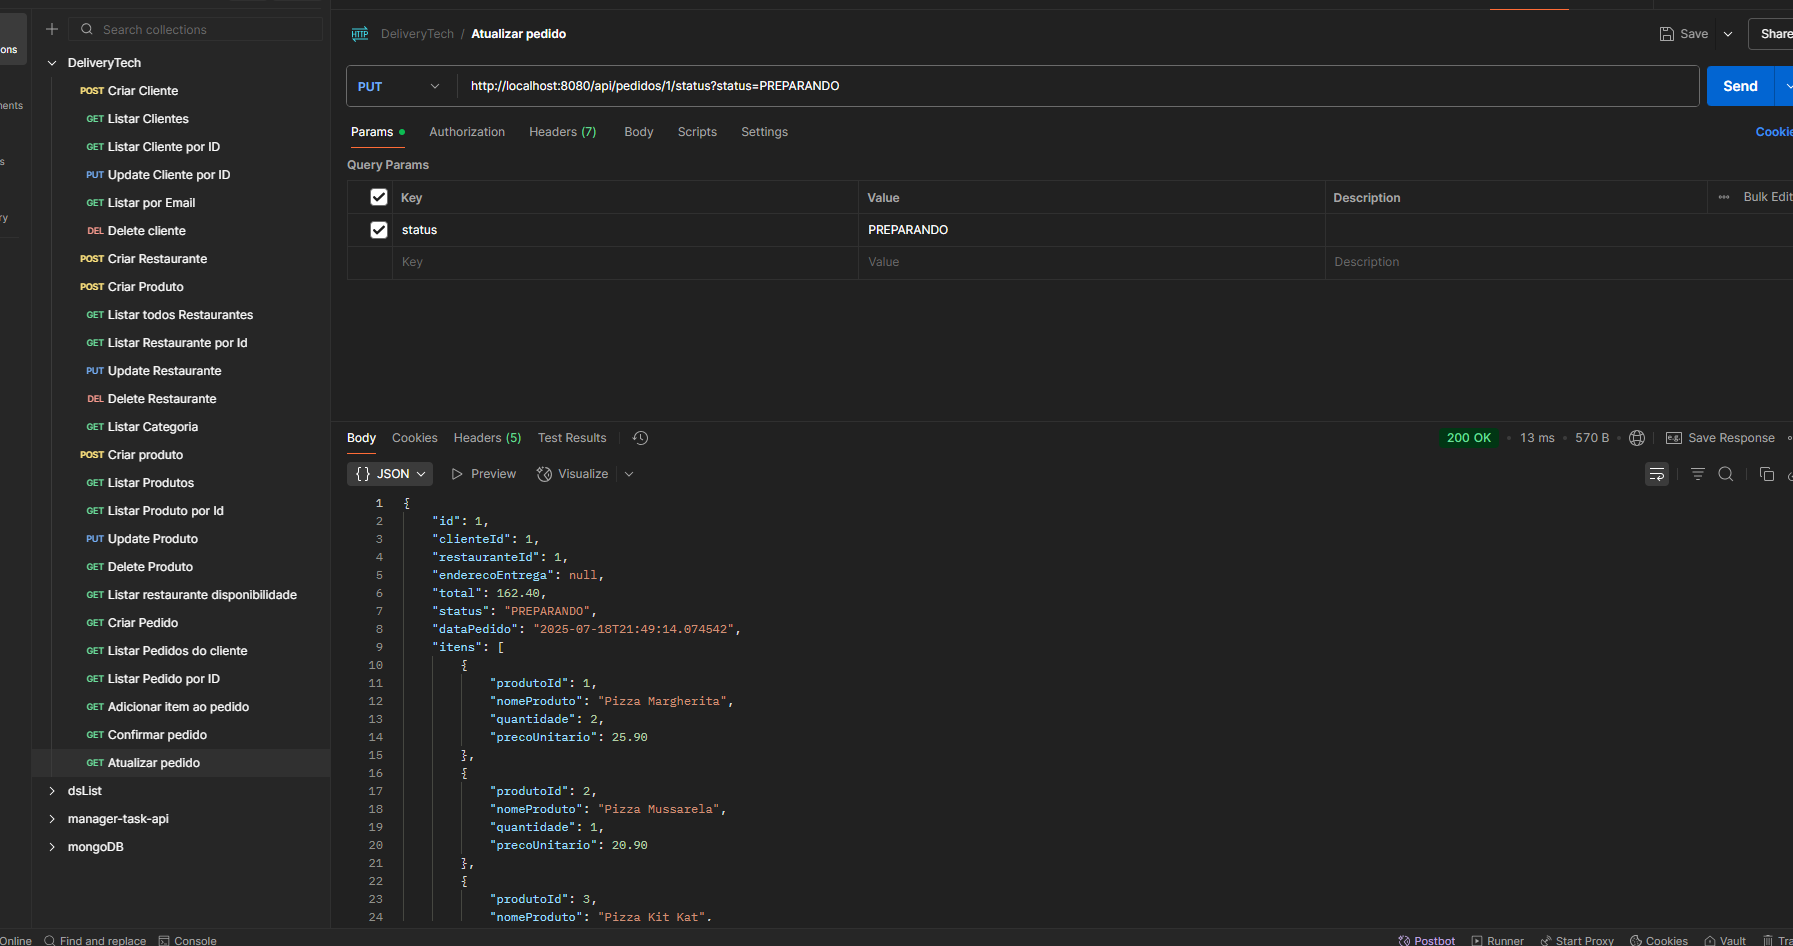 Search collections
ons
ents
s
ry
DeliveryTech
POST Criar Cliente
GET Listar Clientes
GET Listar Cliente por ID
PUT Update Cliente por ID
GET Listar por Email
DEL Delete cliente
POST Criar Restaurante
POST Criar Produto
GET Listar todos Restaurantes
GET Listar Restaurante por Id
PUT Update Restaurante
DEL Delete Restaurante
GET Listar Categoria
POST Criar produto
GET Listar Produtos
GET Listar Produto por Id
PUT Update Produto
GET Delete Produto
GET Listar restaurante disponibilidade
GET Criar Pedido
GET Listar Pedidos do cliente
GET Listar Pedido por ID
GET Adicionar item ao pedido
GET Confirmar pedido
GET Atualizar pedido
dsList
manager-task-api
mongoDB
HTTP DeliveryTech / Atualizar pedido
Save
Share
PUT http://localhost:8080/api/pedidos/1/status?status=PREPARANDO
Send
Params Authorization Headers (7) Body Scripts Settings
Cookie
Query Params
Key Value Description Bulk Edit
status PREPARANDO
Key Value Description
Body Cookies Headers (5) Test Results
200 OK • 13 ms • 570 B e.g. Save Response
{} JSON Preview Visualize
1 {
2 "id": 1,
3 "clienteId": 1,
4 "restauranteId": 1,
5 "enderecoEntrega": null,
6 "total": 162.40,
7 "status": "PREPARANDO",
8 "dataPedido": "2025-07-18T21:49:14.074542",
9 "itens": [
10 {
11 "produtoId": 1,
12 "nomeProduto": "Pizza Margherita",
13 "quantidade": 2,
14 "precoUnitario": 25.90
15 },
16 {
17 "produtoId": 2,
18 "nomeProduto": "Pizza Mussarela",
19 "quantidade": 1,
20 "precoUnitario": 20.90
21 },
22 {
23 "produtoId": 3,
24 "nomeProduto": "Pizza Kit Kat",
Online Find and replace Console
Postbot Runner Start Proxy Cookies Vault Tra